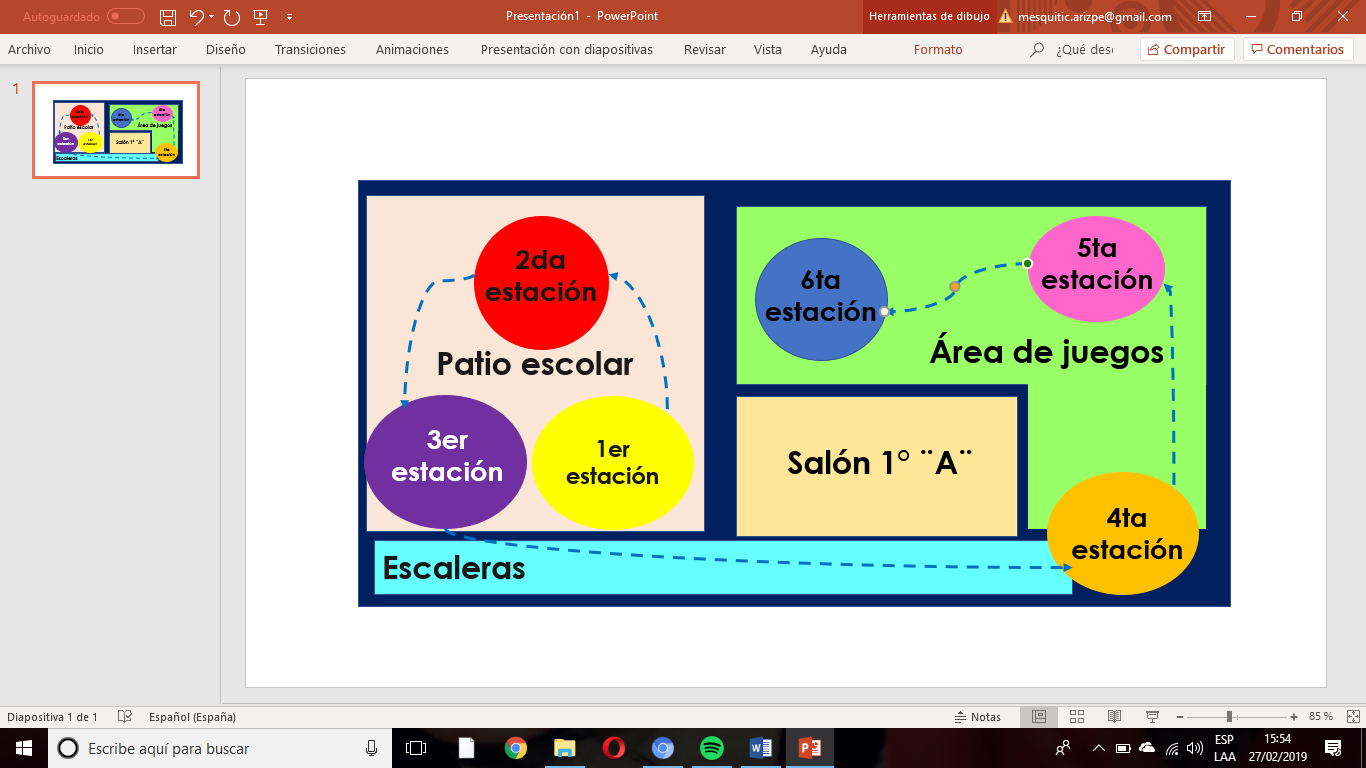 Autoguardado
Presentación1 - PowerPoint
Herramientas de dibujo
mesquitic.arizpe@gmail.com
Archivo Inicio Insertar Diseño Transiciones Animaciones Presentación con diapositivas Revisar Vista Ayuda Formato ¿Qué des Compartir Comentarios
1
2da
estación
Patio escolar
3er
estación
1er
estación
6ta
estación
5ta
estación
Área de juegos
Salón 1° ¨A¨
4ta
estación
Escaleras
Diapositiva 1 de 1 Español (España) Notas 85 %
Escribe aquí para buscar
ESP
LAA
15:54
27/02/2019